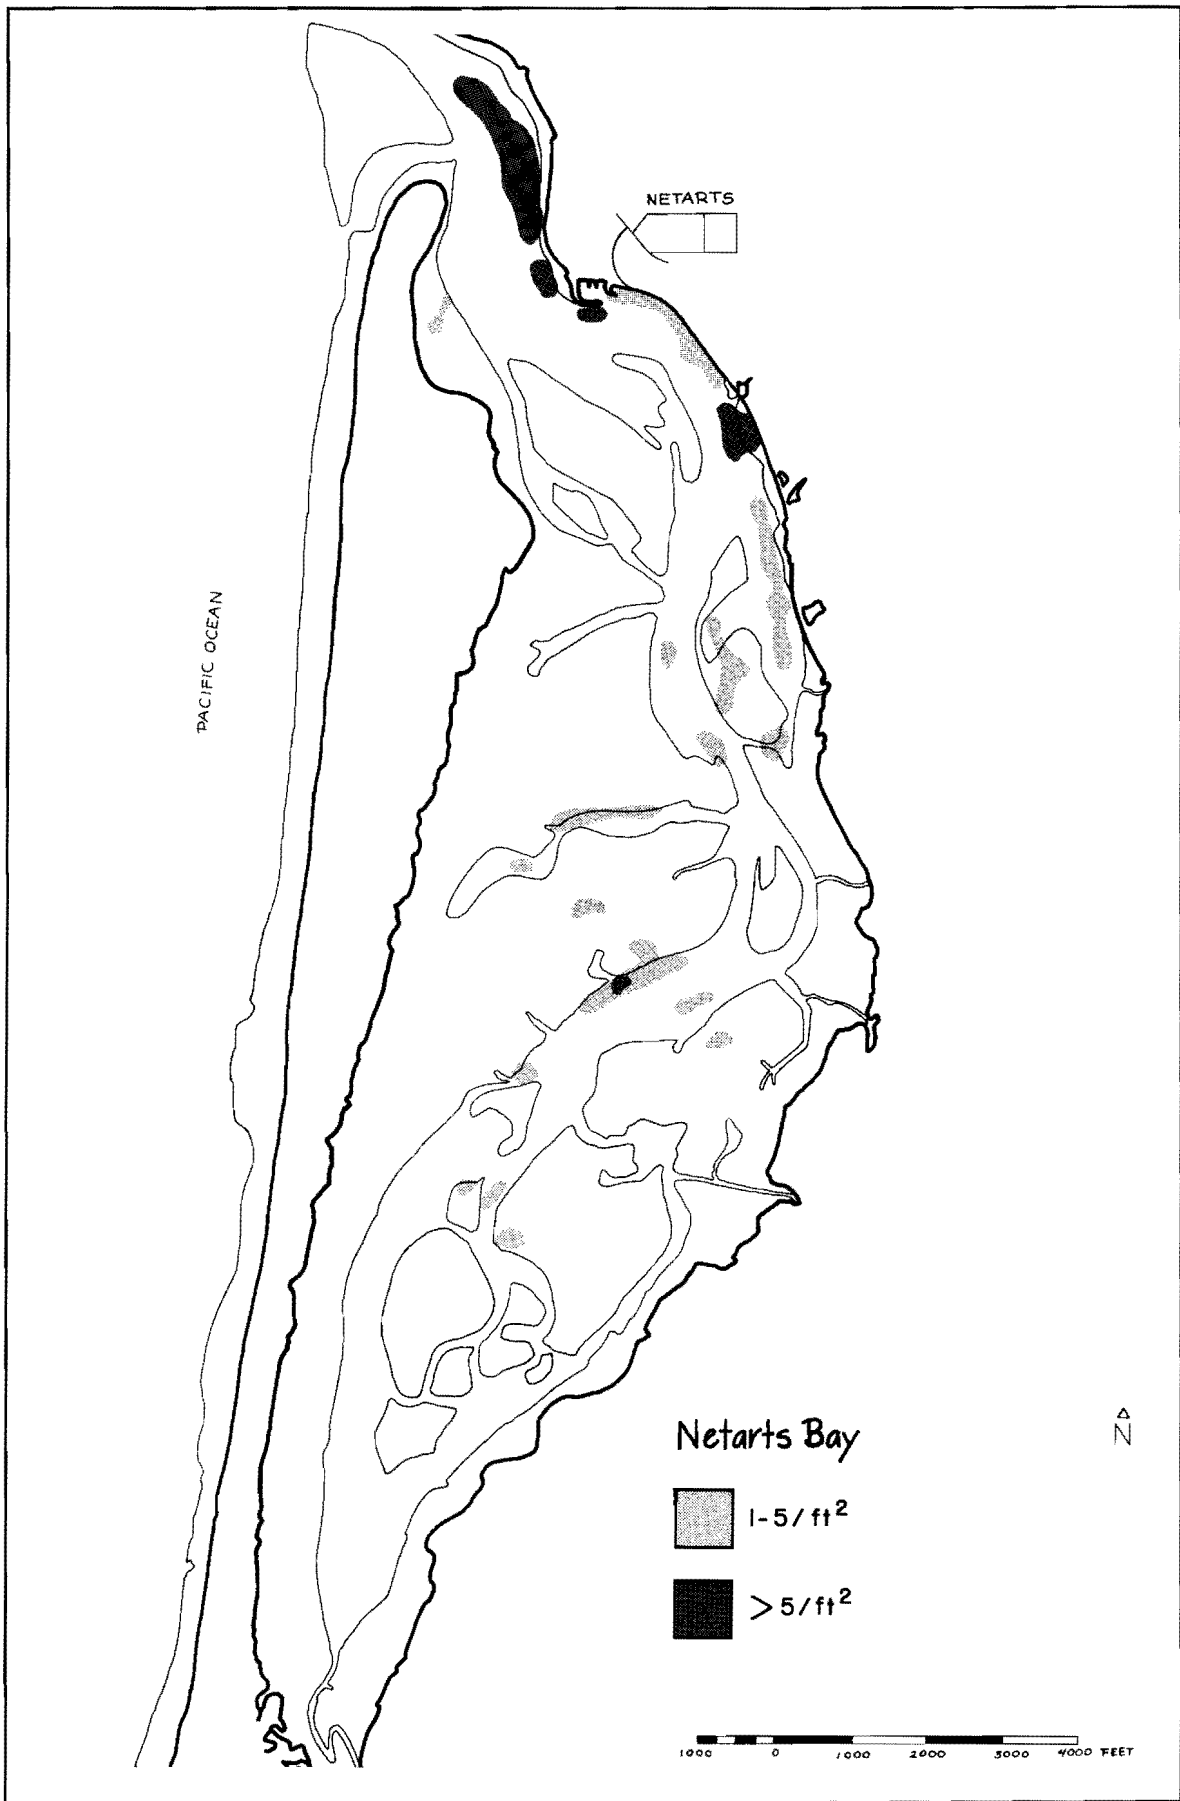 NETARTS
PACIFIC OCEAN
Netarts Bay
N
1-5/ft²
>5/ft²
1000 0 1000 2000 3000 4000 FEET